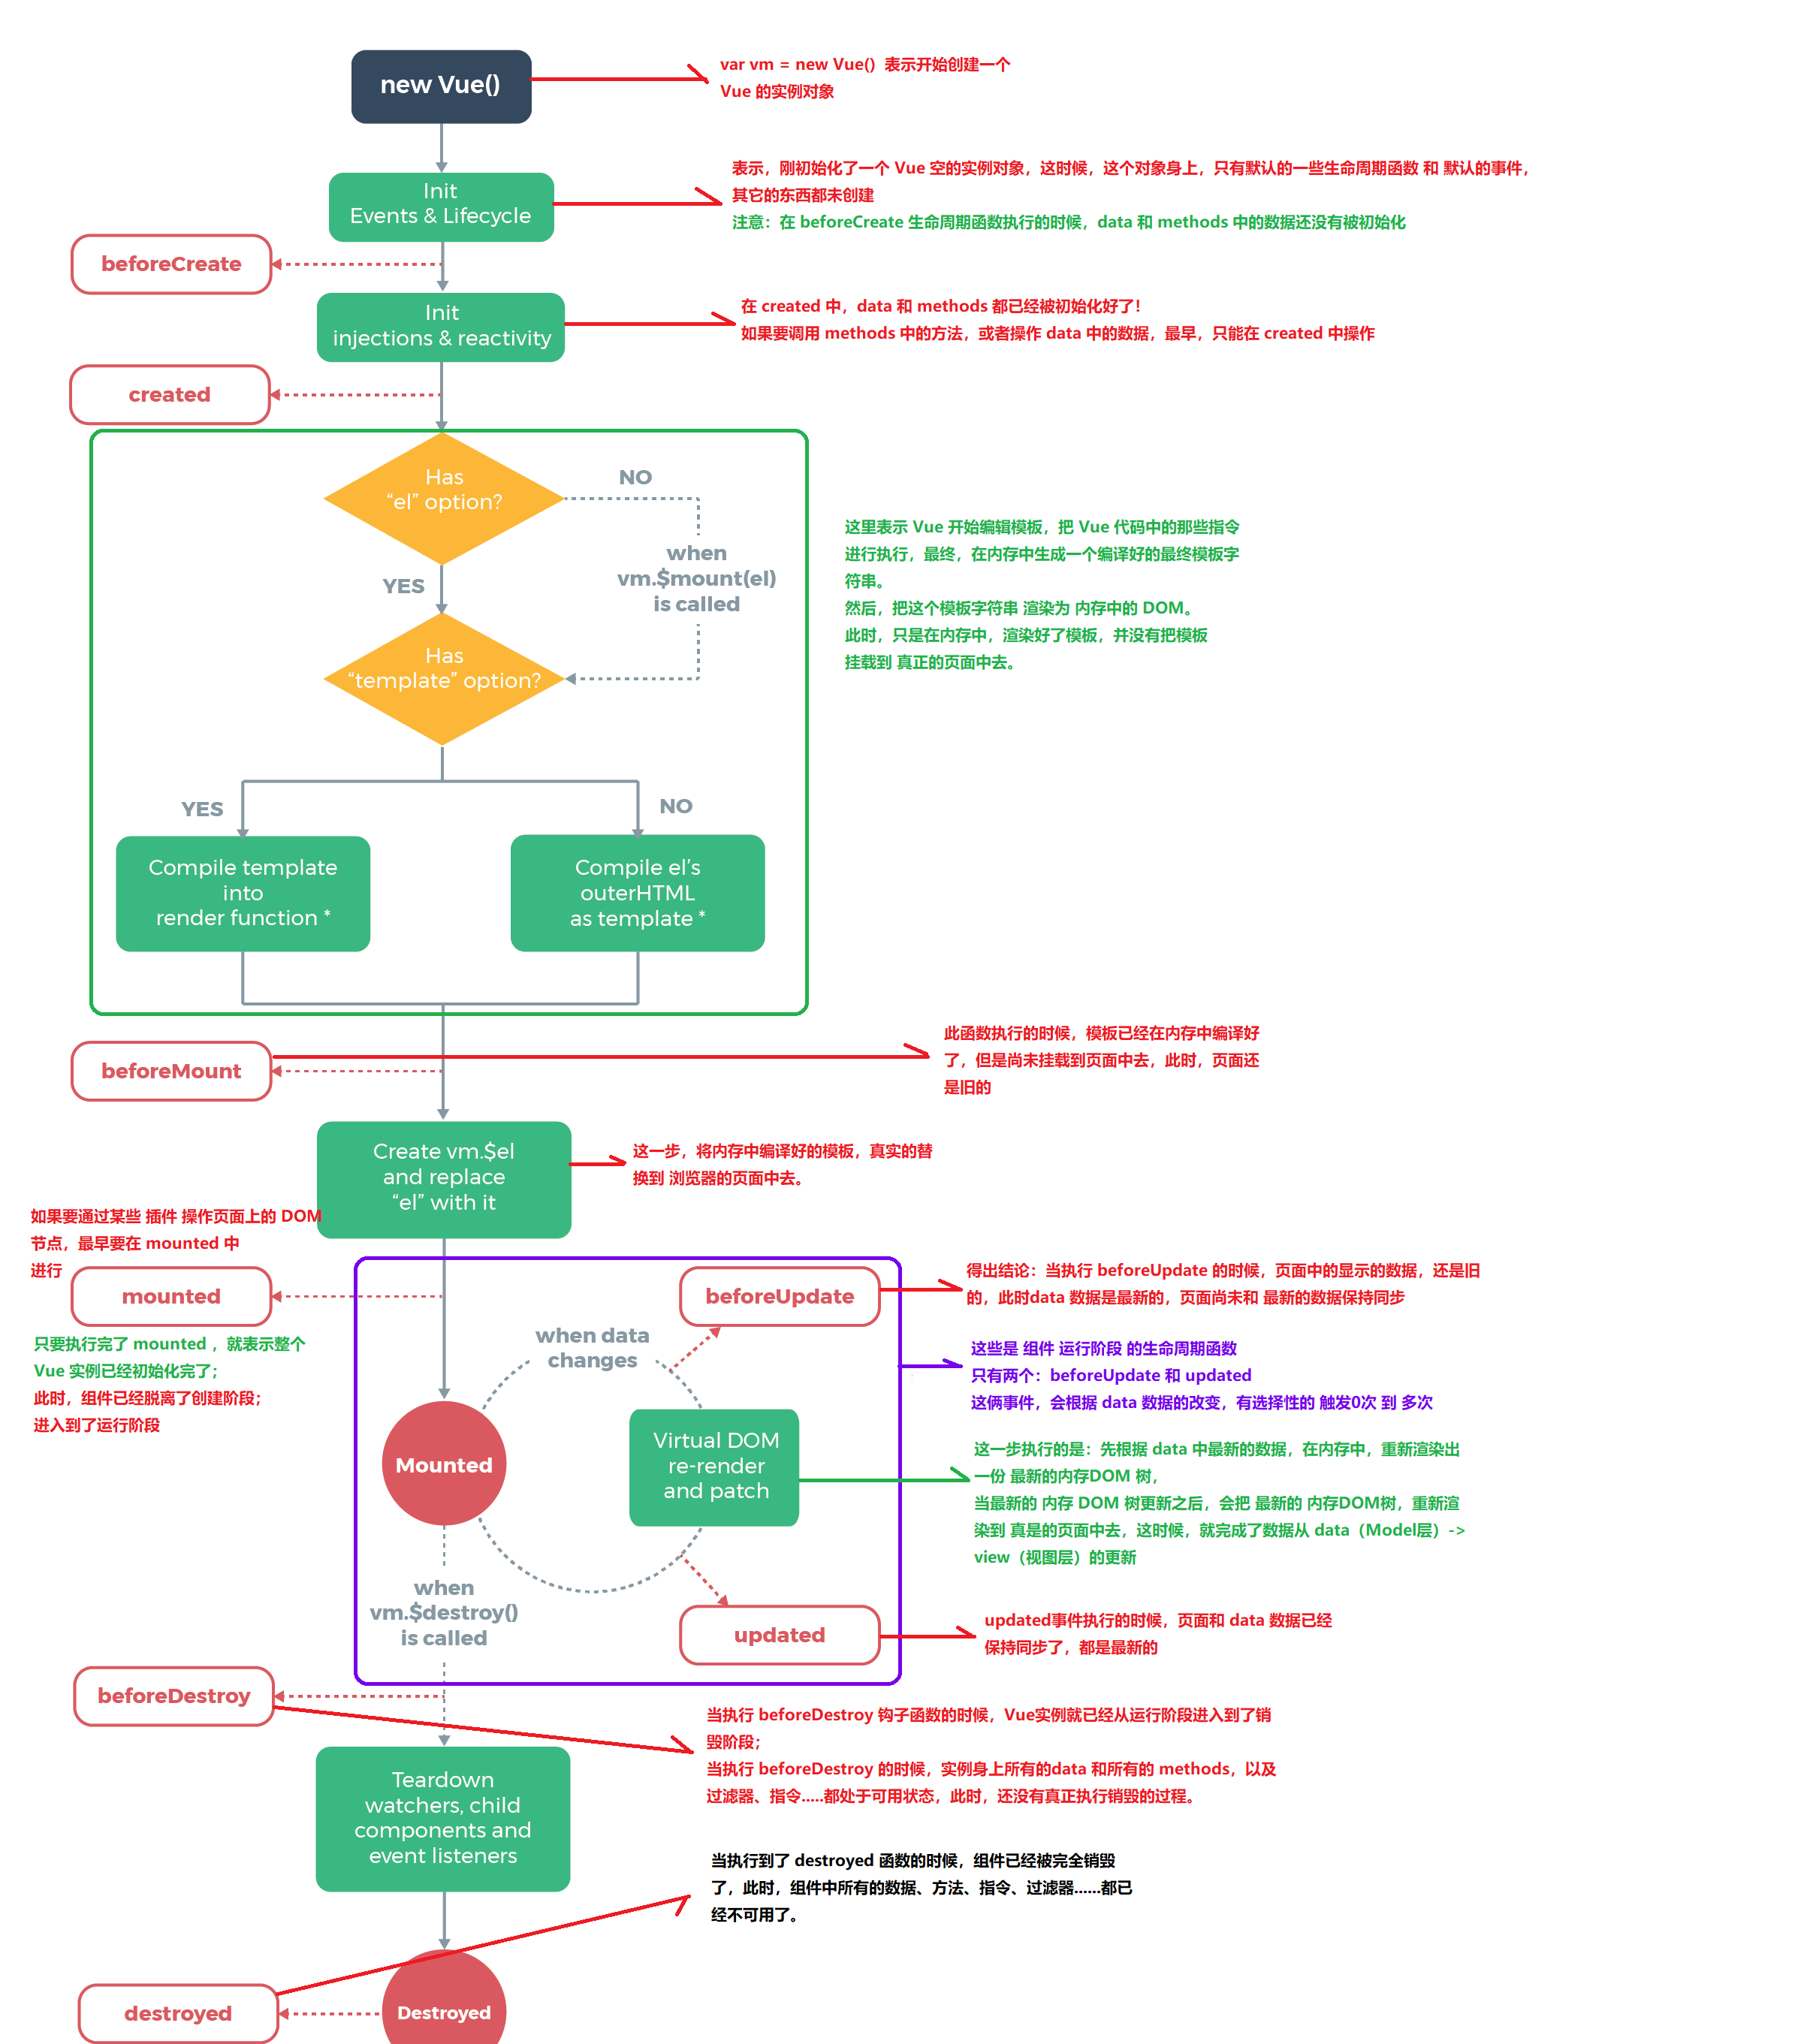 new Vue()
var vm = new Vue() 表示开始创建一个
Vue 的实例对象
Init
Events & Lifecycle
表示，刚初始化了一个 Vue 空的实例对象，这时候，这个对象身上，只有默认的一些生命周期函数 和 默认的事件，
其它的东西都未创建
注意：在 beforeCreate 生命周期函数执行的时候，data 和 methods 中的数据还没有被初始化
beforeCreate
Init
injections & reactivity
在 created 中，data 和 methods 都已经被初始化好了！
如果要调用 methods 中的方法，或者操作 data 中的数据，最早，只能在 created 中操作
created
Has
“el” option?
NO
when
vm.$mount(el)
is called
YES
Has
“template” option?
这里表示 Vue 开始编辑模板，把 Vue 代码中的那些指令
进行执行，最终，在内存中生成一个编译好的最终模板字
符串。
然后，把这个模板字符串 渲染为 内存中的 DOM。
此时，只是在内存中，渲染好了模板，并没有把模板
挂载到 真正的页面中去。
YES
NO
Compile template
into
render function *
Compile el’s
outerHTML
as template *
beforeMount
此函数执行的时候，模板已经在内存中编译好
了，但是尚未挂载到页面中去，此时，页面还
是旧的
Create vm.$el
and replace
“el” with it
这一步，将内存中编译好的模板，真实的替
换到 浏览器的页面中去。
如果要通过某些 插件 操作页面上的 DOM
节点，最早要在 mounted 中
进行
mounted
只要执行完了 mounted ，就表示整个
Vue 实例已经初始化完了；
此时，组件已经脱离了创建阶段；
进入到了运行阶段
beforeUpdate
得出结论：当执行 beforeUpdate 的时候，页面中的显示的数据，还是旧
的，此时data 数据是最新的，页面尚未和 最新的数据保持同步
when data
changes
这些是 组件 运行阶段 的生命周期函数
只有两个：beforeUpdate 和 updated
这俩事件，会根据 data 数据的改变，有选择性的 触发0次 到 多次
Mounted
Virtual DOM
re-render
and patch
这一步执行的是：先根据 data 中最新的数据，在内存中，重新渲染出
一份 最新的内存DOM 树，
当最新的 内存 DOM 树更新之后，会把 最新的 内存DOM树，重新渲
染到 真是的页面中去，这时候，就完成了数据从 data（Model层）->
view（视图层）的更新
when
vm.$destroy()
is called
updated
updated事件执行的时候，页面和 data 数据已经
保持同步了，都是最新的
beforeDestroy
当执行 beforeDestroy 钩子函数的时候，Vue实例就已经从运行阶段进入到了销
毁阶段；
当执行 beforeDestroy 的时候，实例身上所有的data 和所有的 methods，以及
过滤器、指令.....都处于可用状态，此时，还没有真正执行销毁的过程。
Teardown
watchers, child
components and
event listeners
当执行到了 destroyed 函数的时候，组件已经被完全销毁
了，此时，组件中所有的数据、方法、指令、过滤器......都已
经不可用了。
destroyed
Destroyed